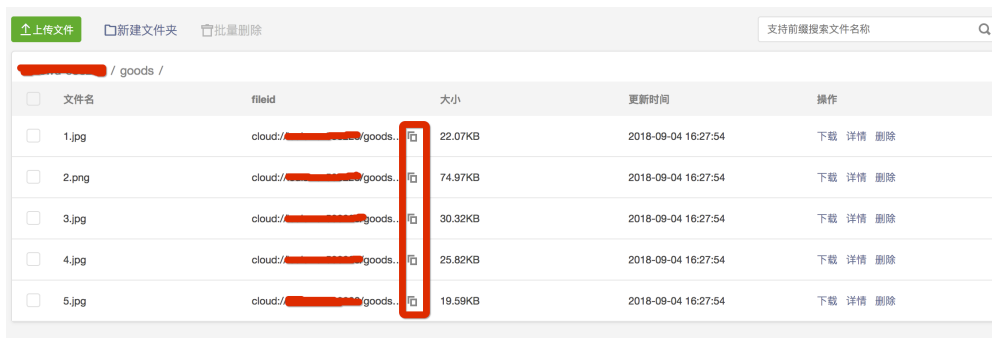 上传文件 新建文件夹 批量删除 支持前缀搜索文件名称
/ goods /
文件名 fileid 大小 更新时间 操作
1.jpg cloud:// /goods... 22.07KB 2018-09-04 16:27:54 下载 详情 删除
2.png cloud:// /goods... 74.97KB 2018-09-04 16:27:54 下载 详情 删除
3.jpg cloud:// /goods... 30.32KB 2018-09-04 16:27:54 下载 详情 删除
4.jpg cloud:// /goods... 25.82KB 2018-09-04 16:27:54 下载 详情 删除
5.jpg cloud:// /goods... 19.59KB 2018-09-04 16:27:54 下载 详情 删除